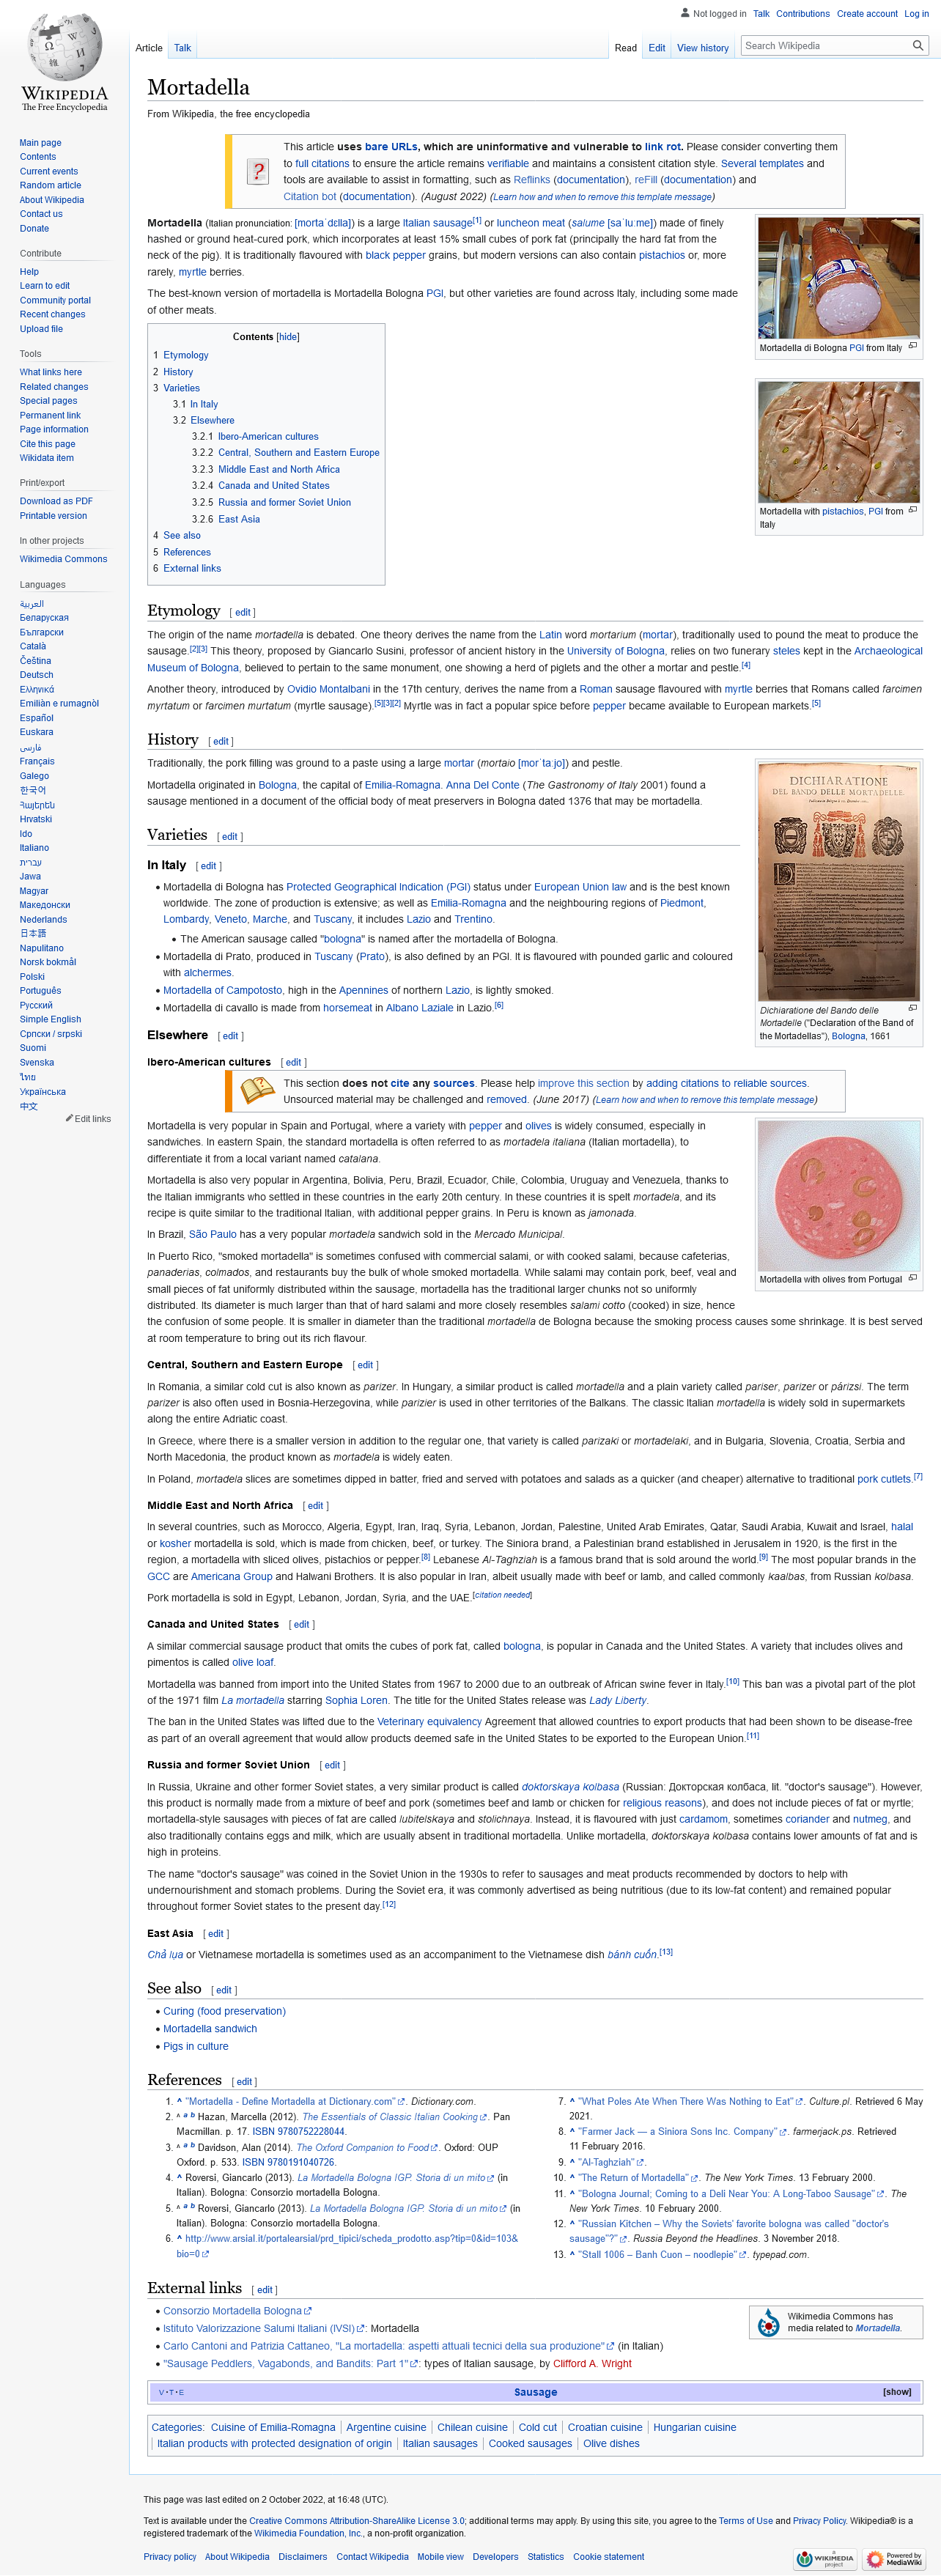 Not logged in Talk Contributions Create account Log in
Article Talk Read Edit View history Search Wikipedia
WIKIPEDIA
The Free Encyclopedia
Main page
Contents
Current events
Random article
About Wikipedia
Contact us
Donate
Contribute
Help
Learn to edit
Community portal
Recent changes
Upload file
Tools
What links here
Related changes
Special pages
Permanent link
Page information
Cite this page
Wikidata item
Print/export
Download as PDF
Printable version
In other projects
Wikimedia Commons
Languages
العربية
Беларуская
Български
Català
Čeština
Deutsch
Ελληνικά
Emiliàn e rumagnòl
Español
Euskara
فارسی
Français
Galego
한국어
Հայերեն
Hrvatski
Ido
Italiano
עברית
Jawa
Magyar
Македонски
Nederlands
日本語
Napulitano
Norsk bokmål
Polski
Português
Русский
Simple English
Српски / srpski
Suomi
Svenska
ไทย
Українська
中文
Edit links
Mortadella
From Wikipedia, the free encyclopedia
This article uses bare URLs, which are uninformative and vulnerable to link rot. Please consider converting them
to full citations to ensure the article remains verifiable and maintains a consistent citation style. Several templates and
tools are available to assist in formatting, such as Reflinks (documentation), reFill (documentation) and
Citation bot (documentation). (August 2022) (Learn how and when to remove this template message)
Mortadella (Italian pronunciation: [mortaˈdɛlla]) is a large Italian sausage[1] or luncheon meat (salume [saˈluːme]) made of finely
hashed or ground heat-cured pork, which incorporates at least 15% small cubes of pork fat (principally the hard fat from the
neck of the pig). It is traditionally flavoured with black pepper grains, but modern versions can also contain pistachios or, more
rarely, myrtle berries.
The best-known version of mortadella is Mortadella Bologna PGI, but other varieties are found across Italy, including some made
of other meats.
Mortadella di Bologna PGI from Italy
Mortadella with pistachios, PGI from
Italy
Contents [hide]
1 Etymology
2 History
3 Varieties
3.1 In Italy
3.2 Elsewhere
3.2.1 Ibero-American cultures
3.2.2 Central, Southern and Eastern Europe
3.2.3 Middle East and North Africa
3.2.4 Canada and United States
3.2.5 Russia and former Soviet Union
3.2.6 East Asia
4 See also
5 References
6 External links
Etymology [ edit ]
The origin of the name mortadella is debated. One theory derives the name from the Latin word mortarium (mortar), traditionally used to pound the meat to produce the
sausage.[2][3] This theory, proposed by Giancarlo Susini, professor of ancient history in the University of Bologna, relies on two funerary steles kept in the Archaeological
Museum of Bologna, believed to pertain to the same monument, one showing a herd of piglets and the other a mortar and pestle.[4]
Another theory, introduced by Ovidio Montalbani in the 17th century, derives the name from a Roman sausage flavoured with myrtle berries that Romans called farcimen
myrtatum or farcimen murtatum (myrtle sausage).[5][3][2] Myrtle was in fact a popular spice before pepper became available to European markets.[5]
History [ edit ]
Traditionally, the pork filling was ground to a paste using a large mortar (mortaio [morˈtaːjo]) and pestle.
Mortadella originated in Bologna, the capital of Emilia-Romagna. Anna Del Conte (The Gastronomy of Italy 2001) found a
sausage mentioned in a document of the official body of meat preservers in Bologna dated 1376 that may be mortadella.
DICHIARATIONE
DEL BANDO DELLE MORTADELLE.
Dichiaratione del Bando delle
Mortadelle ("Declaration of the Band of
the Mortadellas"), Bologna, 1661
Varieties [ edit ]
In Italy [ edit ]
• Mortadella di Bologna has Protected Geographical Indication (PGI) status under European Union law and is the best known
worldwide. The zone of production is extensive; as well as Emilia-Romagna and the neighbouring regions of Piedmont,
Lombardy, Veneto, Marche, and Tuscany, it includes Lazio and Trentino.
• The American sausage called "bologna" is named after the mortadella of Bologna.
• Mortadella di Prato, produced in Tuscany (Prato), is also defined by an PGI. It is flavoured with pounded garlic and coloured
with alchermes.
• Mortadella of Campotosto, high in the Apennines of northern Lazio, is lightly smoked.
• Mortadella di cavallo is made from horsemeat in Albano Laziale in Lazio.[6]
Elsewhere [ edit ]
Ibero-American cultures [ edit ]
This section does not cite any sources. Please help improve this section by adding citations to reliable sources.
Unsourced material may be challenged and removed. (June 2017) (Learn how and when to remove this template message)
Mortadella is very popular in Spain and Portugal, where a variety with pepper and olives is widely consumed, especially in
sandwiches. In eastern Spain, the standard mortadella is often referred to as mortadela italiana (Italian mortadella), to
differentiate it from a local variant named catalana.
Mortadella is also very popular in Argentina, Bolivia, Peru, Brazil, Ecuador, Chile, Colombia, Uruguay and Venezuela, thanks to
the Italian immigrants who settled in these countries in the early 20th century. In these countries it is spelt mortadela, and its
recipe is quite similar to the traditional Italian, with additional pepper grains. In Peru is known as jamonada.
In Brazil, São Paulo has a very popular mortadela sandwich sold in the Mercado Municipal.
Mortadella with olives from Portugal
In Puerto Rico, "smoked mortadella" is sometimes confused with commercial salami, or with cooked salami, because cafeterias,
panaderias, colmados, and restaurants buy the bulk of whole smoked mortadella. While salami may contain pork, beef, veal and
small pieces of fat uniformly distributed within the sausage, mortadella has the traditional larger chunks not so uniformly
distributed. Its diameter is much larger than that of hard salami and more closely resembles salami cotto (cooked) in size, hence
the confusion of some to refer to it as salami. It is smaller in diameter than the traditional mortadella de Bologna because the smoking process causes some shrinkage. It is best served
at room temperature to bring out its rich flavour.
Central, Southern and Eastern Europe [ edit ]
In Romania, a similar cold cut is also known as parizer. In Hungary, a similar product is called mortadella and a plain variety called pariser, parizer or párizsi. The term
parizer is also often used in Bosnia-Herzegovina, while parizier is used in other territories of the Balkans. The classic Italian mortadella is widely sold in supermarkets
along the entire Adriatic coast.
In Greece, where there is a smaller version in addition to the regular one, that variety is called parizaki or mortadelaki, and in Bulgaria, Slovenia, Croatia, Serbia and
North Macedonia, the product known as mortadela is widely eaten.
In Poland, mortadela slices are sometimes dipped in batter, fried and served with potatoes and salads as a quicker (and cheaper) alternative to traditional pork cutlets.[7]
Middle East and North Africa [ edit ]
In several countries, such as Morocco, Algeria, Egypt, Iran, Iraq, Syria, Lebanon, Jordan, Palestine, United Arab Emirates, Qatar, Saudi Arabia, Kuwait and Israel, halal
or kosher mortadella is sold, which is made from chicken, beef, or turkey. The Siniora brand, a Palestinian brand established in Jerusalem in 1920, is the first in the
region, a mortadella with sliced olives, pistachios or pepper.[8] Lebanese Al-Taghziah is a famous brand that is sold around the world.[9] The most popular brands in the
GCC are Americana Group and Halwani Brothers. It is also popular in Iran, albeit usually made with beef or lamb, and called commonly kaalbas, from Russian kolbasa.
Pork mortadella is sold in Egypt, Lebanon, Jordan, Syria, and the UAE.[citation needed]
Canada and United States [ edit ]
A similar commercial sausage product that omits the cubes of pork fat, called bologna, is popular in Canada and the United States. A variety that includes olives and
pimentos is called olive loaf.
Mortadella was banned from import into the United States from 1967 to 2000 due to an outbreak of African swine fever in Italy.[10] This ban was a pivotal part of the plot
of the 1971 film La mortadella starring Sophia Loren. The title for the United States release was Lady Liberty.
The ban in the United States was lifted due to the Veterinary equivalency Agreement that allowed countries to export products that had been shown to be disease-free
as part of an overall agreement that would allow products deemed safe in the United States to be exported to the European Union.[11]
Russia and former Soviet Union [ edit ]
In Russia, Ukraine and other former Soviet states, a very similar product is called doktorskaya kolbasa (Russian: Докторская колбаса, lit. "doctor's sausage"). However,
this product is normally made from a mixture of beef and pork (sometimes beef and lamb or chicken for religious reasons), and does not include pieces of fat or myrtle;
mortadella-style sausages with pieces of fat are called lubitelskaya and stolichnaya. Instead, it is flavoured with just cardamom, sometimes coriander and nutmeg, and
also traditionally contains eggs and milk, which are usually absent in traditional mortadella. Unlike mortadella, doktorskaya kolbasa contains lower amounts of fat and is
high in proteins.
The name "doctor's sausage" was coined in the Soviet Union in the 1930s to refer to sausages and other meat products recommended by doctors to help with
undernourishment and stomach problems. During the Soviet era, it was commonly advertised as being nutritious (due to its low-fat content) and remained popular
throughout former Soviet states to the present day.[12]
East Asia [ edit ]
Chả lụa or Vietnamese mortadella is sometimes used as an accompaniment to the Vietnamese dish bánh cuốn.[13]
See also [ edit ]
• Curing (food preservation)
• Mortadella sandwich
• Pigs in culture
References [ edit ]
1. ^ "Mortadella - Define Mortadella at Dictionary.com". Dictionary.com.
2. ^ a b Hazan, Marcella (2012). The Essentials of Classic Italian Cooking. Pan
Macmillan. p. 17. ISBN 9780752228044.
3. ^ a b Davidson, Alan (2014). The Oxford Companion to Food. Oxford: OUP
Oxford. p. 533. ISBN 9780191040726.
4. ^ Roversi, Giancarlo (2013). La Mortadella Bologna IGP. Storia di un mito (in
Italian). Bologna: Consorzio mortadella Bologna.
5. ^ a b Roversi, Giancarlo (2013). La Mortadella Bologna IGP. Storia di un mito (in
Italian). Bologna: Consorzio mortadella Bologna.
6. ^ http://www.arsial.it/portalearsial/prd_tipici/scheda_prodotto.asp?tip=0&id=103&
bio=0
7. ^ "What Poles Ate When There Was Nothing to Eat". Culture.pl. Retrieved 6 May
2021.
8. ^ "Farmer Jack — a Siniora Sons Inc. Company". farmerjack.ps. Retrieved
11 February 2016.
9. ^ "Al-Taghziah".
10. ^ "The Return of Mortadella". The New York Times. 13 February 2000.
11. ^ "Bologna Journal; Coming to a Deli Near You: A Long-Taboo Sausage". The
New York Times. 10 February 2000.
12. ^ "Russian Kitchen – Why the Soviets' favorite bologna was called "doctor's
sausage"?". Russia Beyond the Headlines. 3 November 2018.
13. ^ "Stall 1006 – Banh Cuon – noodlepie". typepad.com.
External links [ edit ]
• Consorzio Mortadella Bologna
• Istituto Valorizzazione Salumi Italiani (IVSI): Mortadella
• Carlo Cantoni and Patrizia Cattaneo, "La mortadella: aspetti attuali tecnici della sua produzione" (in Italian)
• "Sausage Peddlers, Vagabonds, and Bandits: Part 1": types of Italian sausage, by Clifford A. Wright
Wikimedia Commons has
media related to Mortadella.
V·T·E Sausage [show]
Categories: Cuisine of Emilia-Romagna | Argentine cuisine | Chilean cuisine | Cold cut | Croatian cuisine | Hungarian cuisine
| Italian products with protected designation of origin | Italian sausages | Cooked sausages | Olive dishes
This page was last edited on 2 October 2022, at 16:48 (UTC).
Text is available under the Creative Commons Attribution-ShareAlike License 3.0; additional terms may apply. By using this site, you agree to the Terms of Use and Privacy Policy. Wikipedia® is a
registered trademark of the Wikimedia Foundation, Inc., a non-profit organization.
Privacy policy About Wikipedia Disclaimers Contact Wikipedia Mobile view Developers Statistics Cookie statement
A WIKIMEDIA project
Powered by MediaWiki